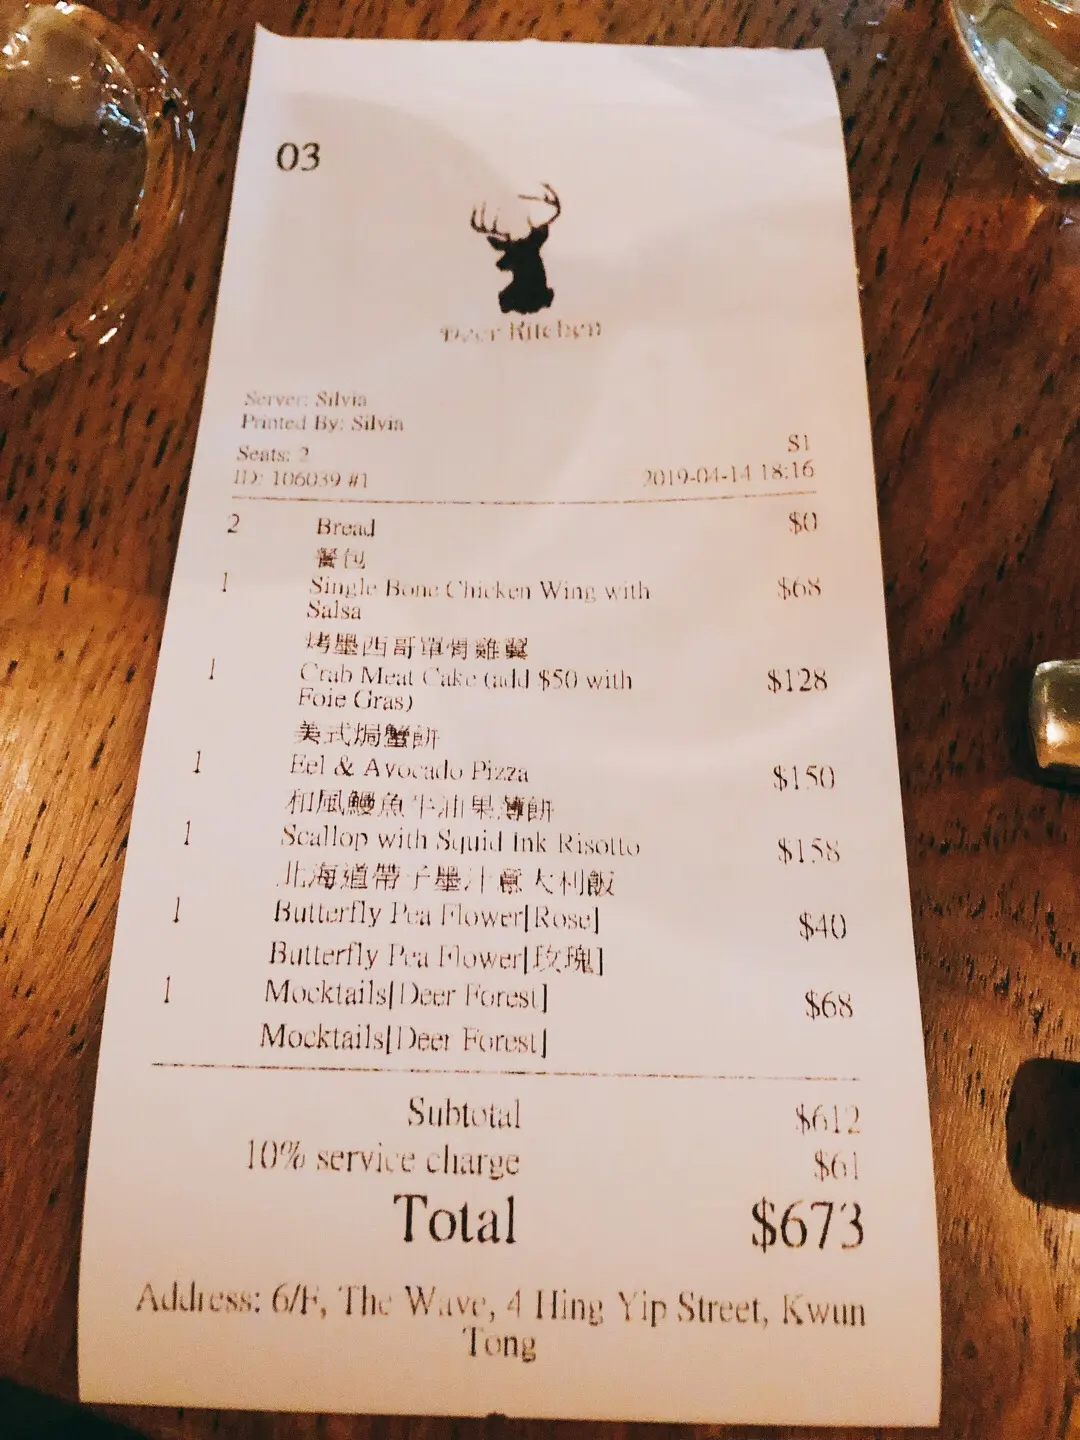 03
Deer Kitchen
Server: Silvia
Printed By: Silvia
Seats: 2 S1
ID: 106039 #1 2019-04-14 18:16
2 Bread $0
餐包
1 Single Bone Chicken Wing with $68
Salsa
烤墨西哥單骨雞翼
1 Crab Meat Cake (add $50 with $128
Foie Gras)
美式焗蟹餅
1 Eel & Avocado Pizza $150
和風鰻魚牛油果薄餅
1 Scallop with Squid Ink Risotto $158
北海道帶子墨汁意大利飯
1 Butterfly Pea Flower[Rose] $40
Butterfly Pea Flower[玫瑰]
1 Mocktails[Deer Forest] $68
Mocktails[Deer Forest]
Subtotal $612
10% service charge $61
Total $673
Address: 6/F, The Wave, 4 Hing Yip Street, Kwun
Tong